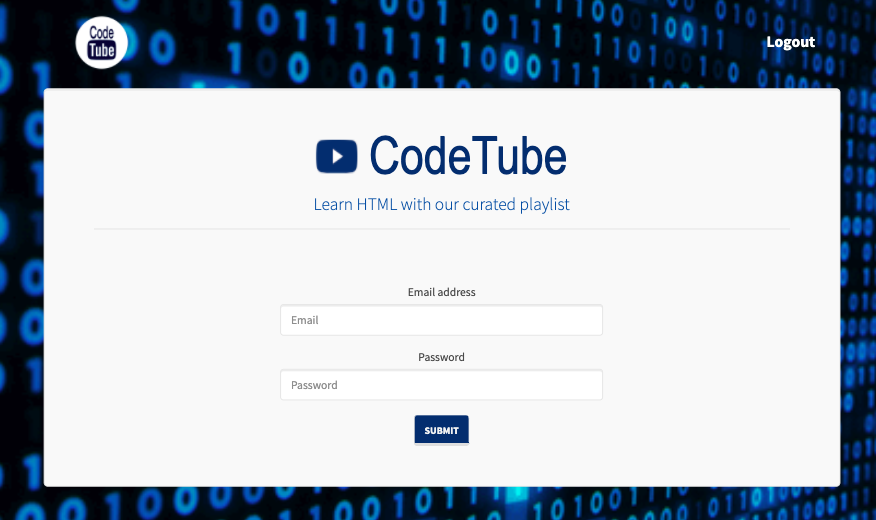 Code
Tube
Logout
CodeTube
Learn HTML with our curated playlist
Email address
Email
Password
Password
SUBMIT